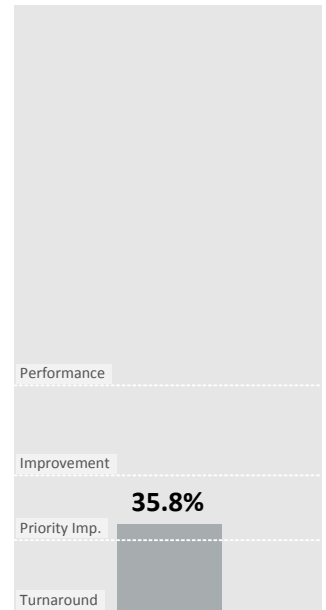 Performance
Improvement
35.8%
Priority Imp.
Turnaround